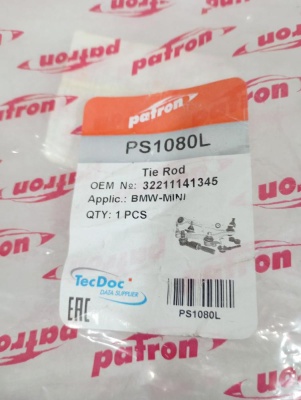 patron
patron
patron
patron
PS1080L
Tie Rod
OEM №: 32211141345
Applic.: BMW-MINI
QTY: 1 PCS
TecDoc
DATA SUPPLIER
EAC
PS1080L
patron
patron